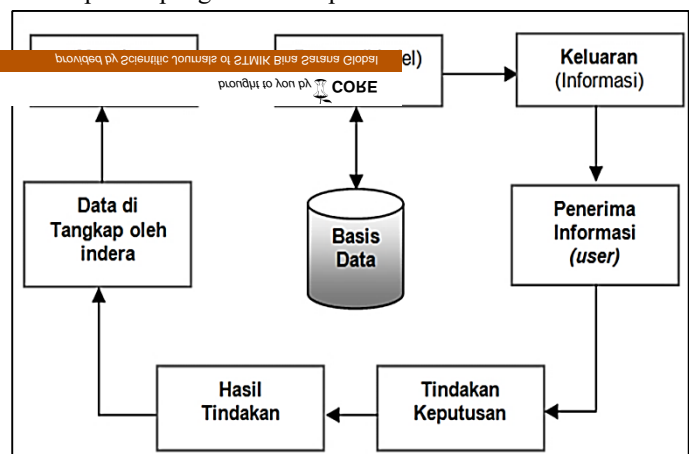 provided by Scientific Journals of STMIK Bina Sarana Global
brought to you by CORE
el)
Keluaran
(Informasi)
Data di
Tangkap oleh
indera
Basis
Data
Penerima
Informasi
(user)
Hasil
Tindakan
Tindakan
Keputusan